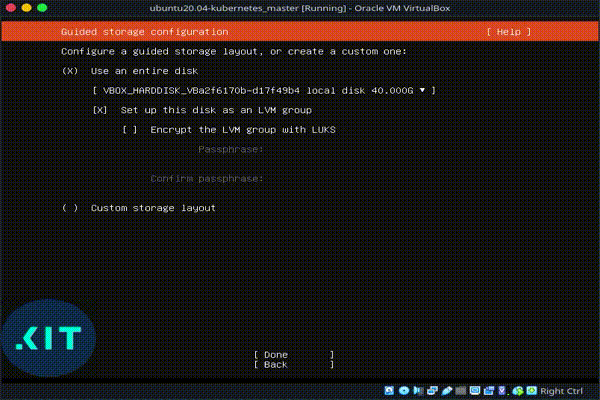 ubuntu20.04-kubernetes_master [Running] - Oracle VM VirtualBox
Guided storage configuration [ Help ]
Configure a guided storage layout, or create a custom one:
(X) Use an entire disk
[ VBOX_HARDDISK_VBa2f6170b-d17f49b4 local disk 40.000G ▾ ]
[X] Set up this disk as an LVM group
[ ] Encrypt the LVM group with LUKS
Passphrase:
Confirm passphrase:
( ) Custom storage layout
.KIT
[ Done ]
[ Back ]
Right Ctrl